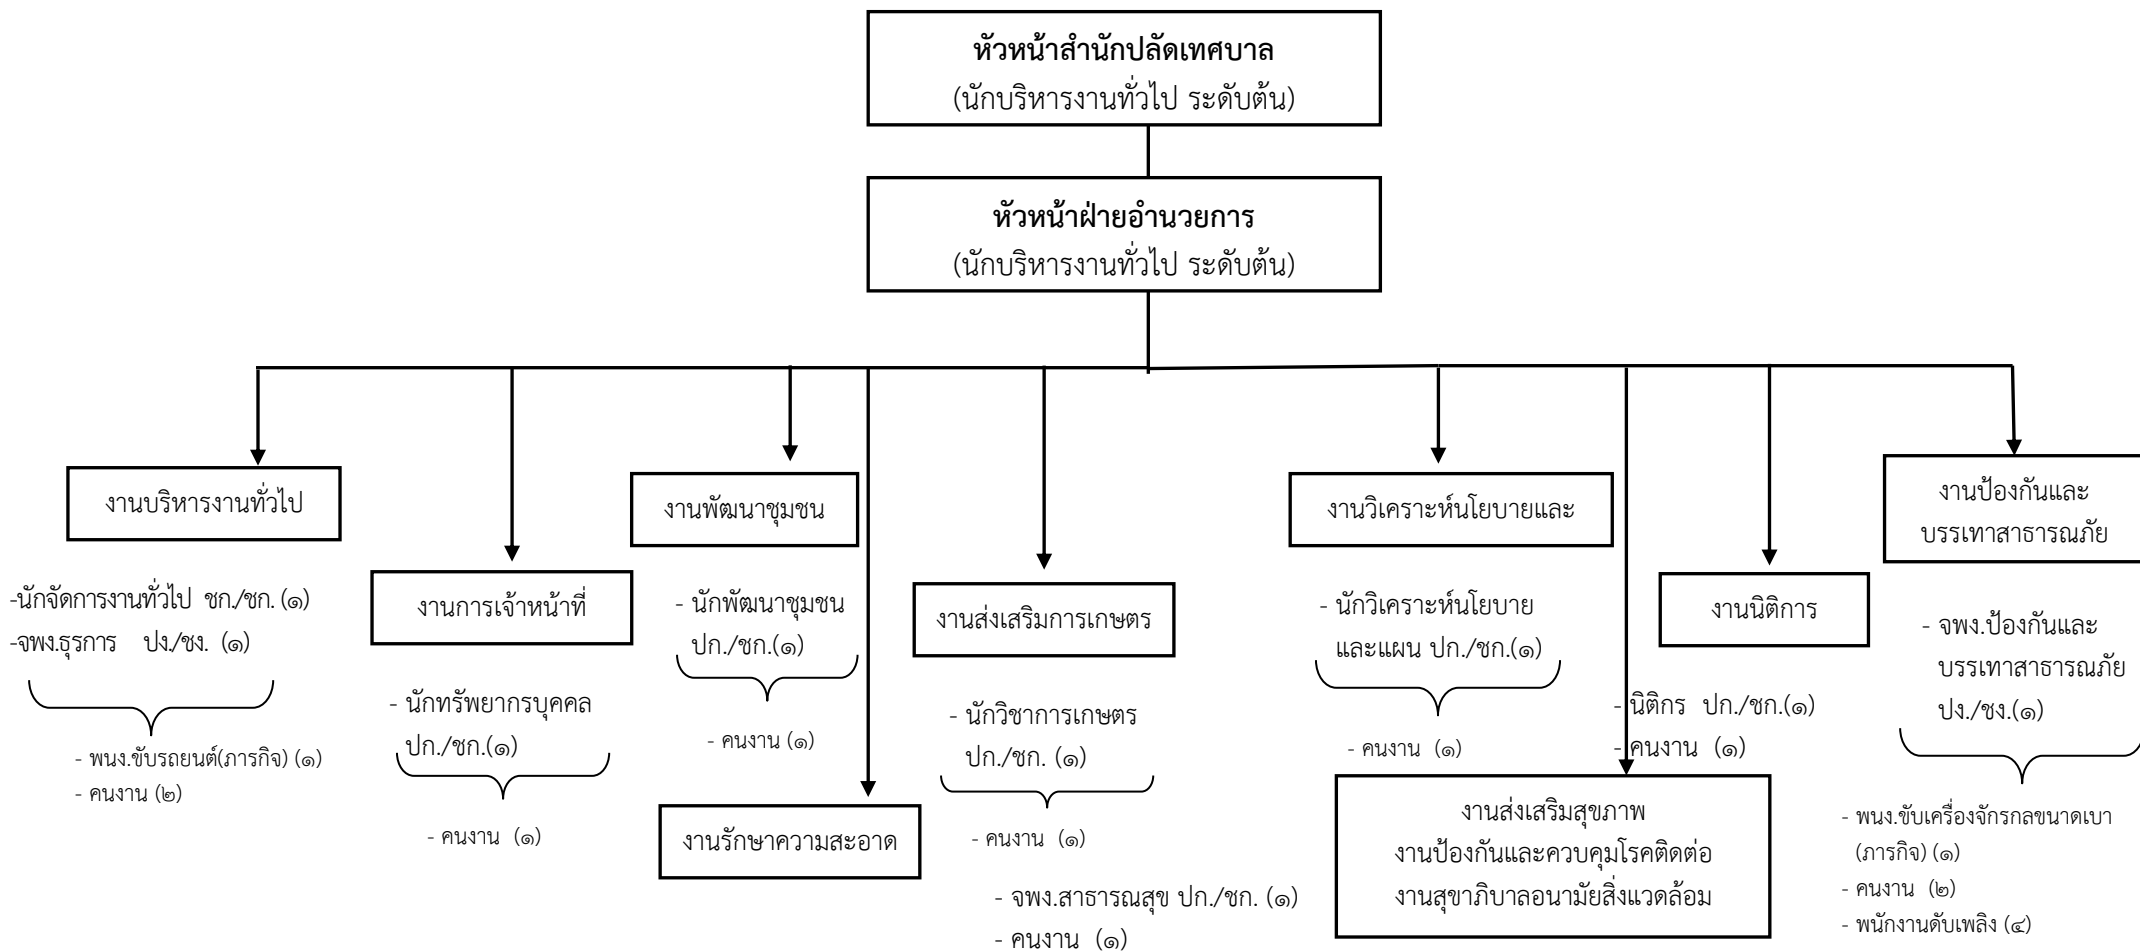 หัวหน้าสำนักปลัดเทศบาล
(นักบริหารงานทั่วไป ระดับต้น)
หัวหน้าฝ่ายอำนวยการ
(นักบริหารงานทั่วไป ระดับต้น)
งานบริหารงานทั่วไป
-นักจัดการงานทั่วไป ชก./ชก. (๑)
-จพง.ธุรการ ปง./ชง. (๑)
- พนง.ขับรถยนต์(ภารกิจ) (๑)
- คนงาน (๒)
งานการเจ้าหน้าที่
- นักทรัพยากรบุคคล
ปก./ชก.(๑)
- คนงาน (๑)
งานพัฒนาชุมชน
- นักพัฒนาชุมชน
ปก./ชก.(๑)
- คนงาน (๑)
งานรักษาความสะอาด
งานส่งเสริมการเกษตร
- นักวิชาการเกษตร
ปก./ชก. (๑)
- คนงาน (๑)
- จพง.สาธารณสุข ปก./ชก. (๑)
- คนงาน (๑)
งานวิเคราะห์นโยบายและ
- นักวิเคราะห์นโยบาย
และแผน ปก./ชก.(๑)
- คนงาน (๑)
งานส่งเสริมสุขภาพ
งานป้องกันและควบคุมโรคติดต่อ
งานสุขาภิบาลอนามัยสิ่งแวดล้อม
งานนิติการ
- นิติกร ปก./ชก.(๑)
- คนงาน (๑)
งานป้องกันและ
บรรเทาสาธารณภัย
- จพง.ป้องกันและ
บรรเทาสาธารณภัย
ปง./ชง.(๑)
- พนง.ขับเครื่องจักรกลขนาดเบา
(ภารกิจ) (๑)
- คนงาน (๒)
- พนักงานดับเพลิง (๔)